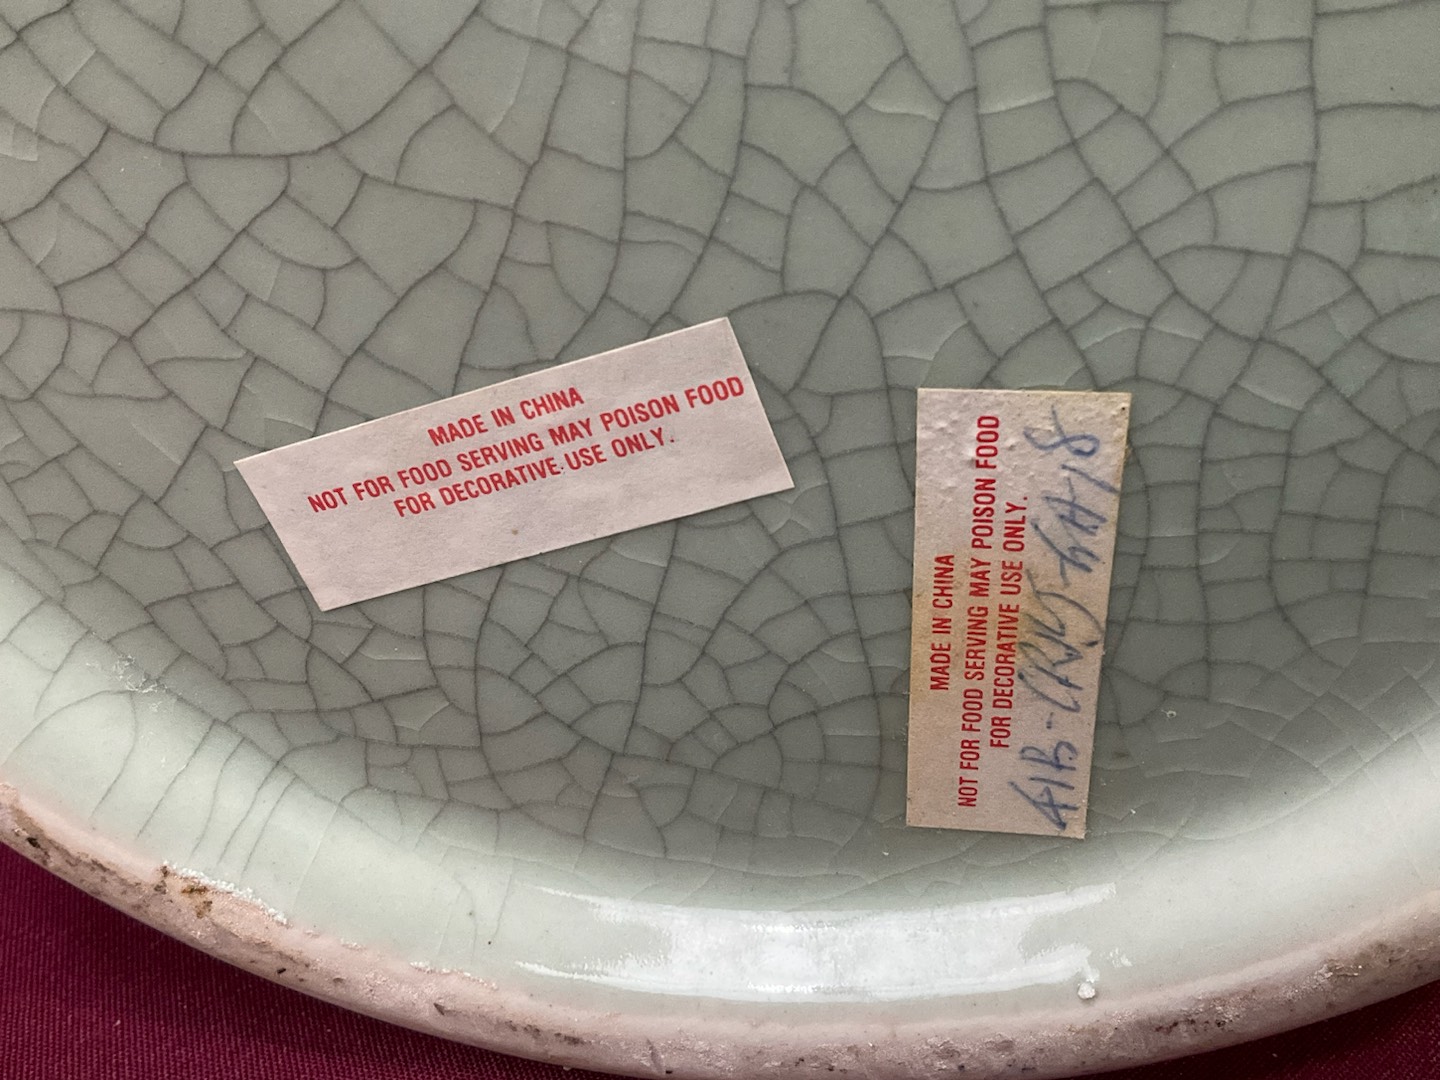 MADE IN CHINA
NOT FOR FOOD SERVING MAY POISON FOOD
FOR DECORATIVE USE ONLY.
MADE IN CHINA
NOT FOR FOOD SERVING MAY POISON FOOD
FOR DECORATIVE USE ONLY.